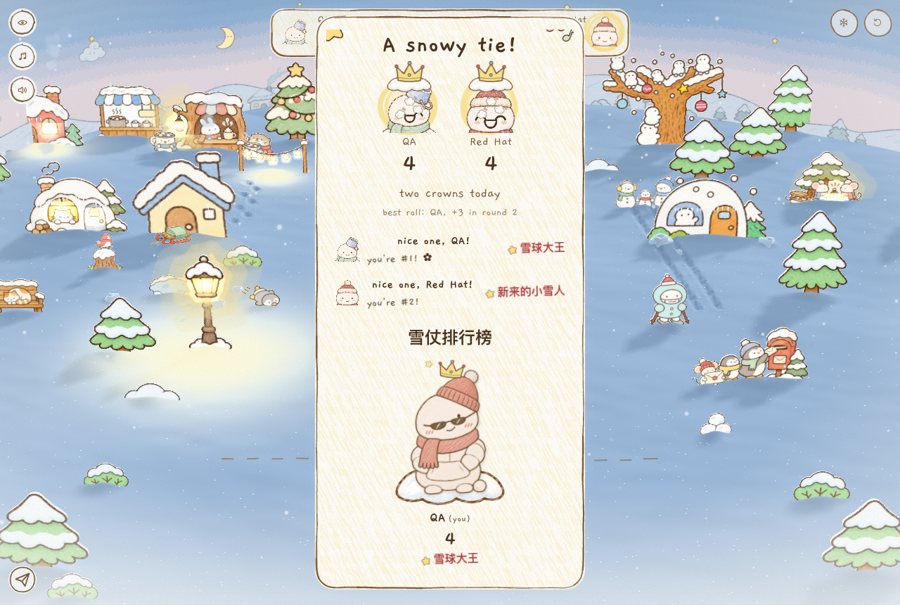 A snowy tie!
QA
Red Hat
4
4
two crowns today
best roll: QA, +3 in round 2
nice one, QA!
you're #1!
雪球大王
nice one, Red Hat!
you're #2!
新来的小雪人
雪仗排行榜
QA (you)
4
雪球大王